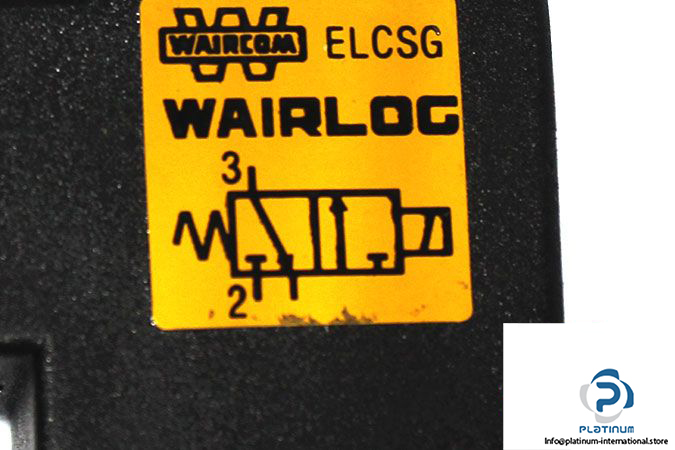 WAIRCOM ELCSG
WAIRLOG
3
2
PLATINUM
Info@platinum-international.store